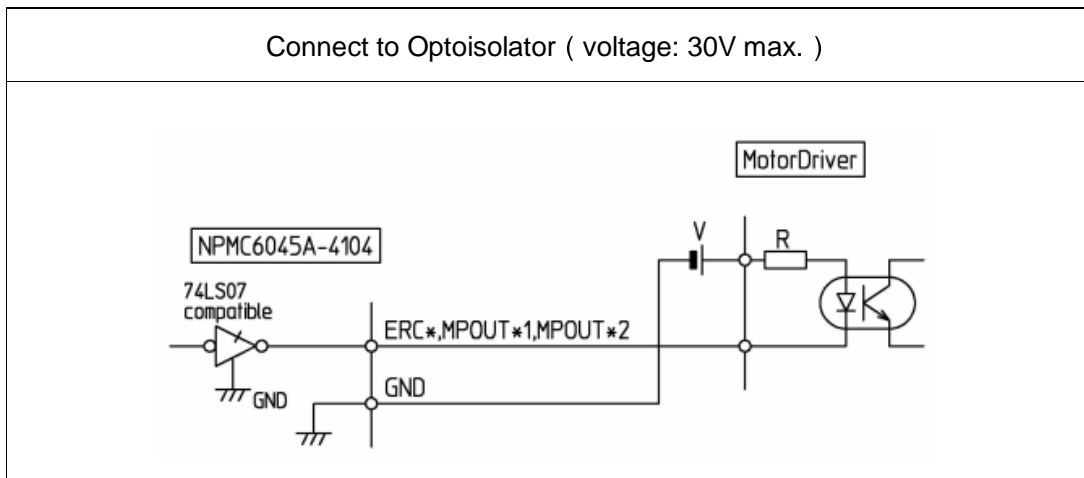 Connect to Optoisolator ( voltage: 30V max. )
MotorDriver
NPMC6045A-4104
V
R
74LS07
compatible
ERC*,MPOUT*1,MPOUT*2
GND
GND